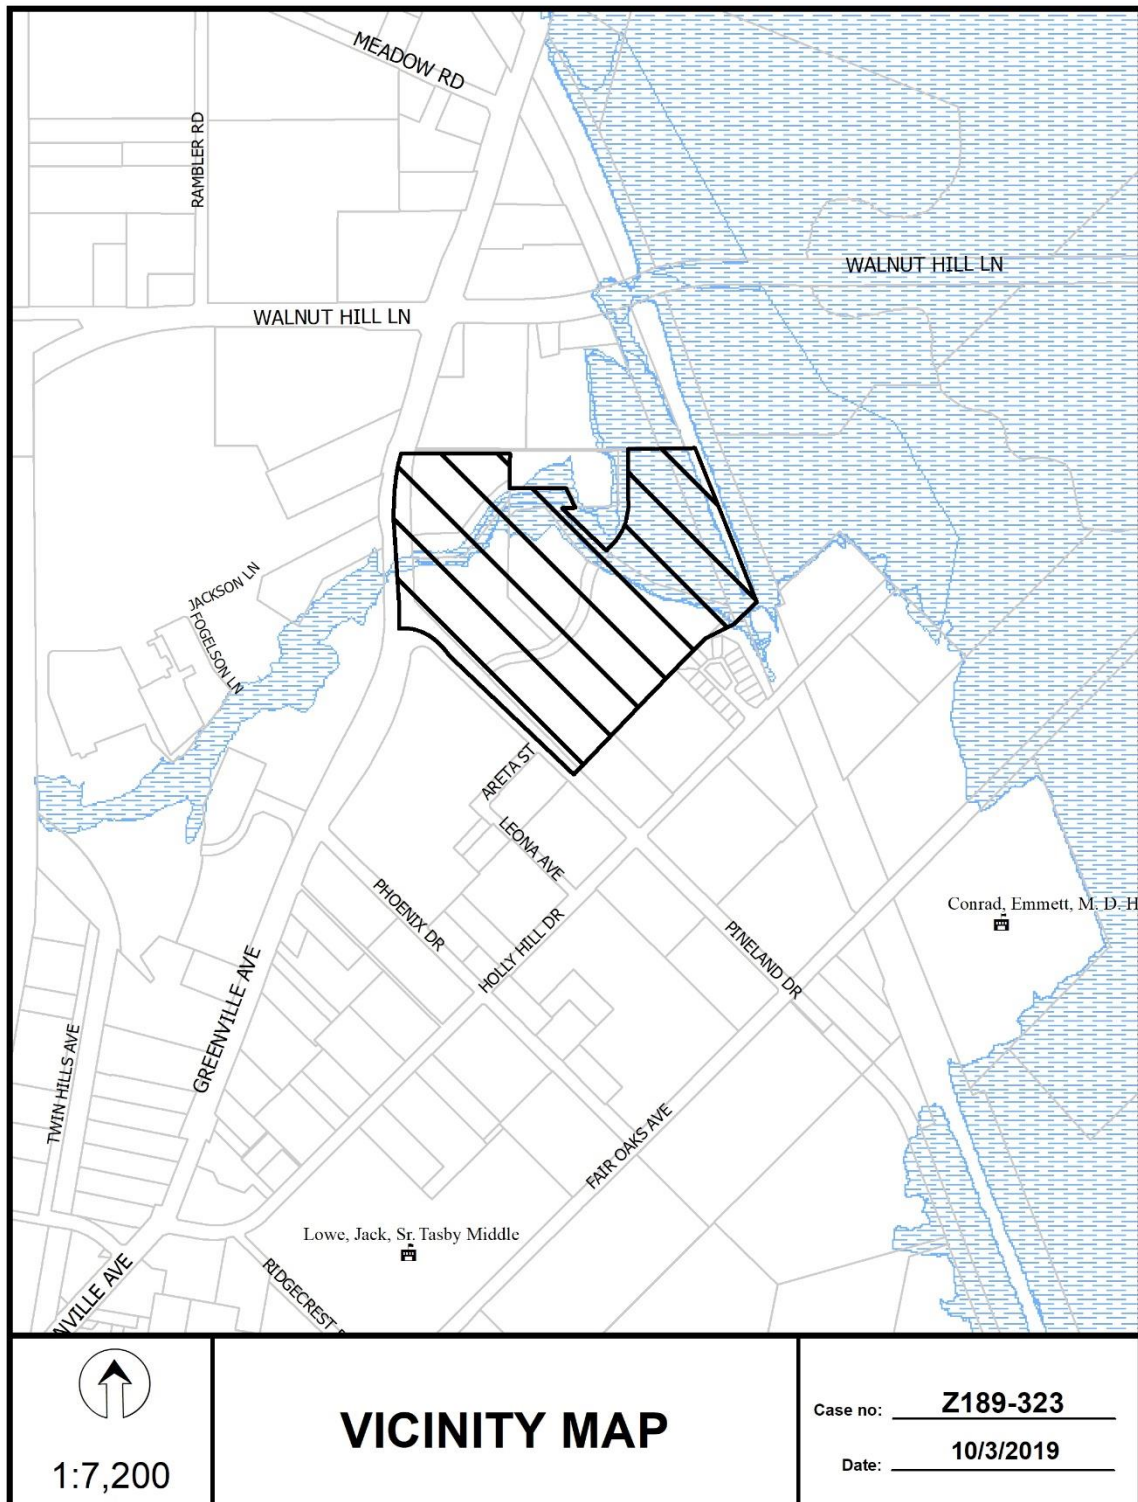 MEADOW RD
RAMBLER RD
WALNUT HILL LN
WALNUT HILL LN
JACKSON LN
FOGELSON LN
ARETA ST
LEONA AVE
PHOENIX DR
HOLLY HILL DR
PINELAND DR
Conrad, Emmett, M. D. H
GREENVILLE AVE
TWIN HILLS AVE
FAIR OAKS AVE
Lowe, Jack, Sr. Tasby Middle
RIDGECREST
NVILLE AVE
1:7,200
VICINITY MAP
Case no: Z189-323
Date: 10/3/2019